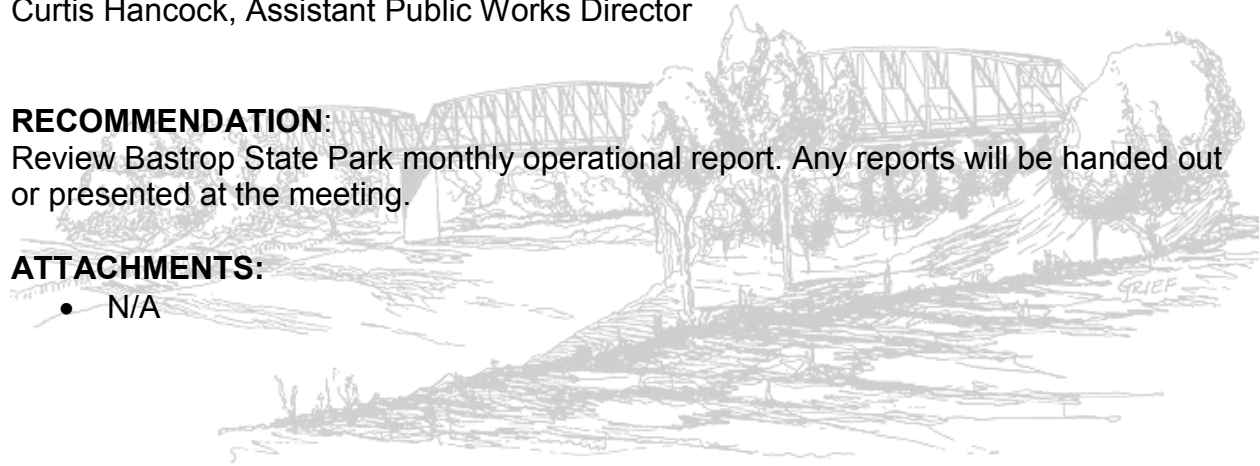 Curtis Hancock, Assistant Public Works Director
RECOMMENDATION:
Review Bastrop State Park monthly operational report. Any reports will be handed out
or presented at the meeting.
ATTACHMENTS:
• N/A
GRIEF